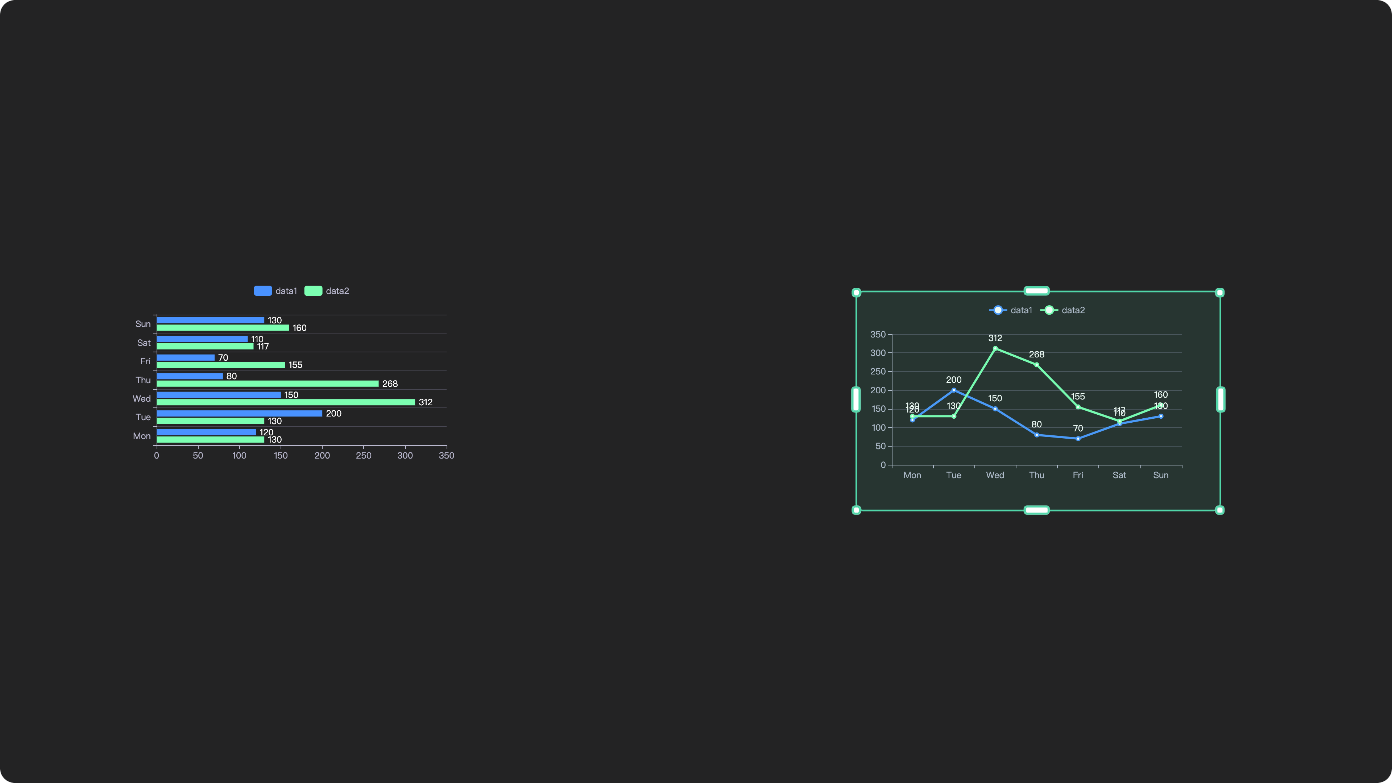 data1 data2
Sun 130
160
Sat 110
117
Fri 70
155
Thu 80
268
Wed 150
312
Tue 200
130
Mon 120
130
0 50 100 150 200 250 300 350
data1 data2
350
300
250
200
150
100
50
0
312
268
200
150
155
160
130
130
120
80
70
117
110
130
Mon Tue Wed Thu Fri Sat Sun